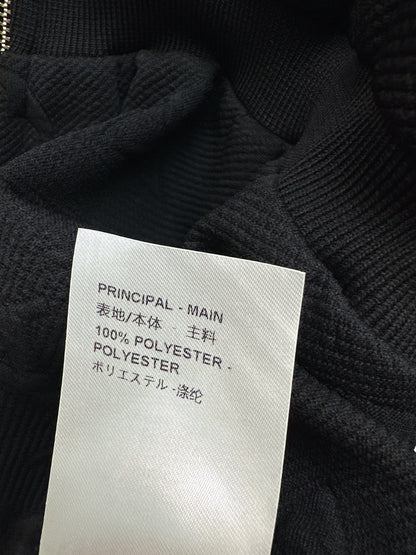 PRINCIPAL - MAIN
表地/本体 - 主料
100% POLYESTER -
POLYESTER
ポリエステル -涤纶